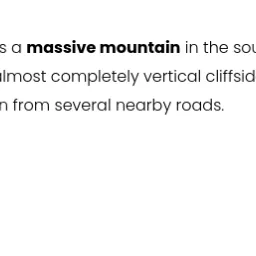 s a massive mountain in the sou
almost completely vertical cliffsid
n from several nearby roads.